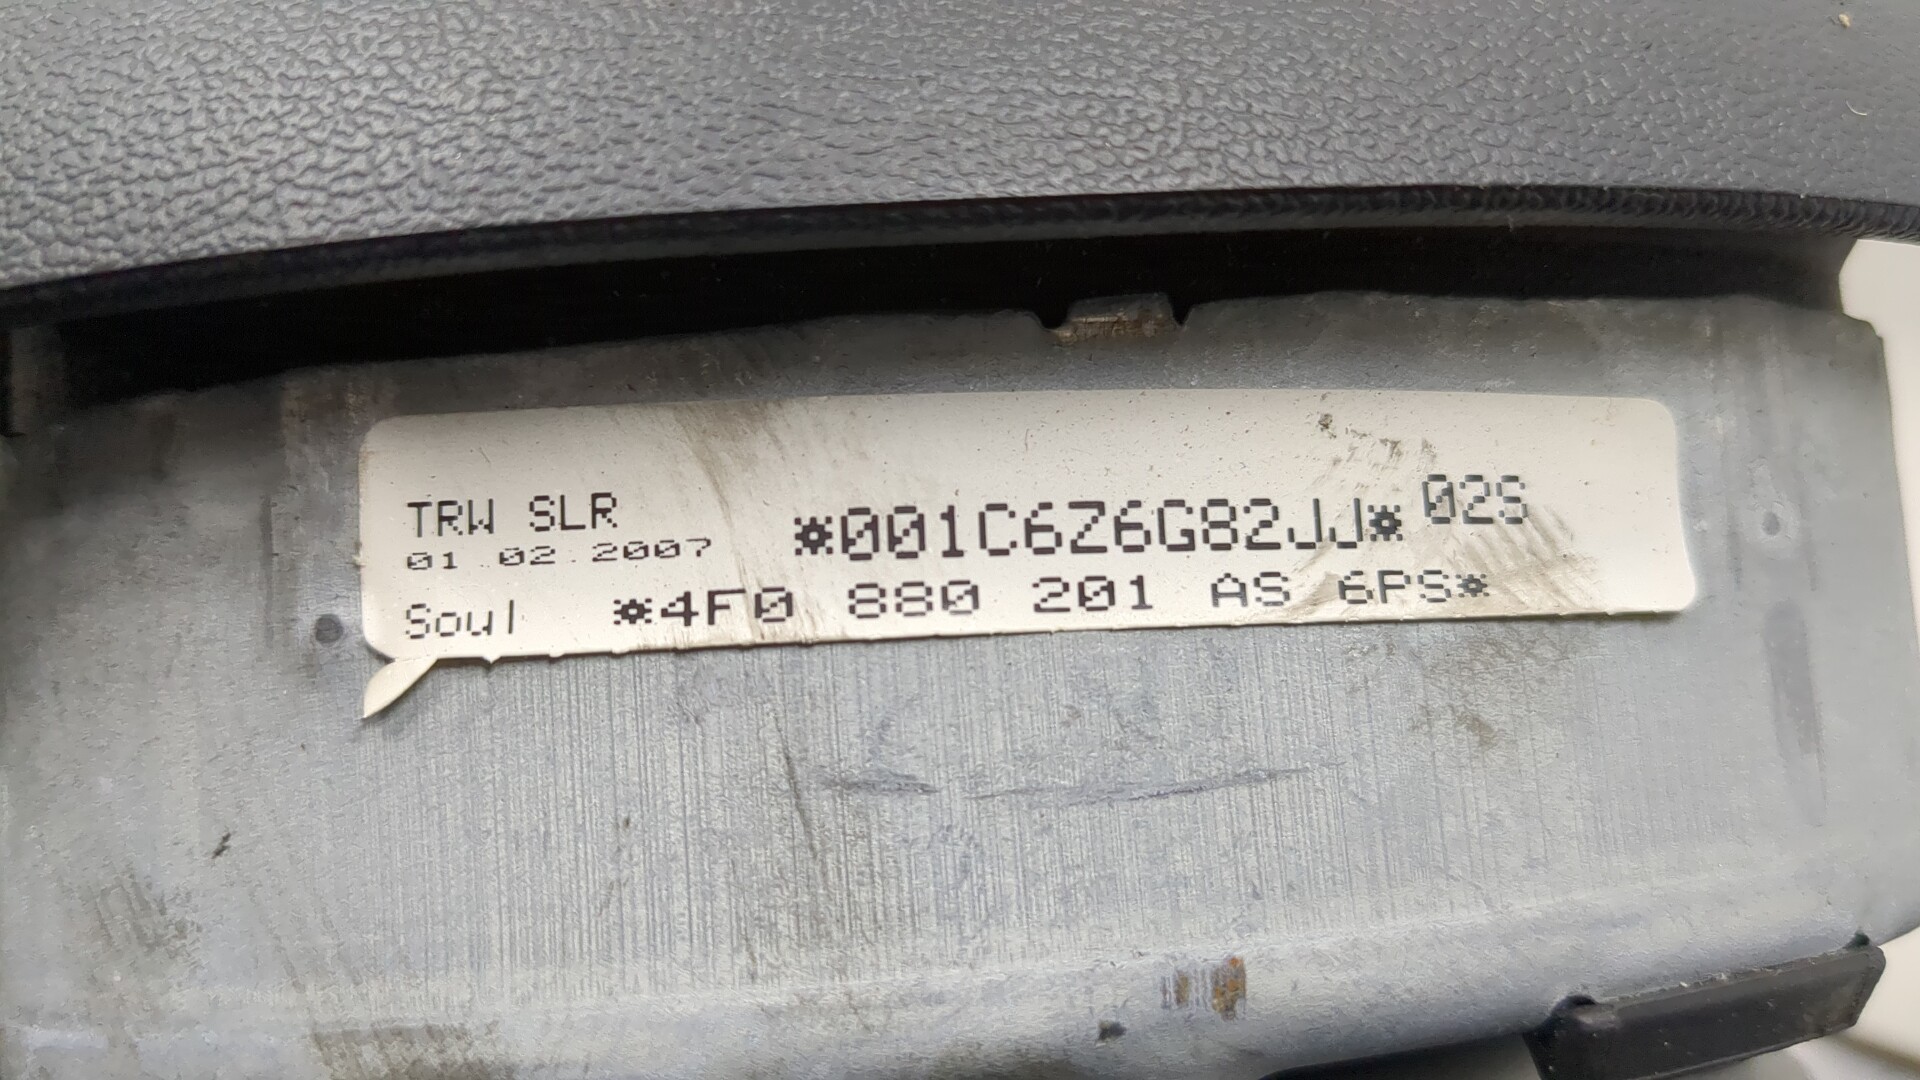 TRW SLR *001C6Z6G82JJ* 02S
01.02.2007
Soul *4F0 880 201 AS 6PS*